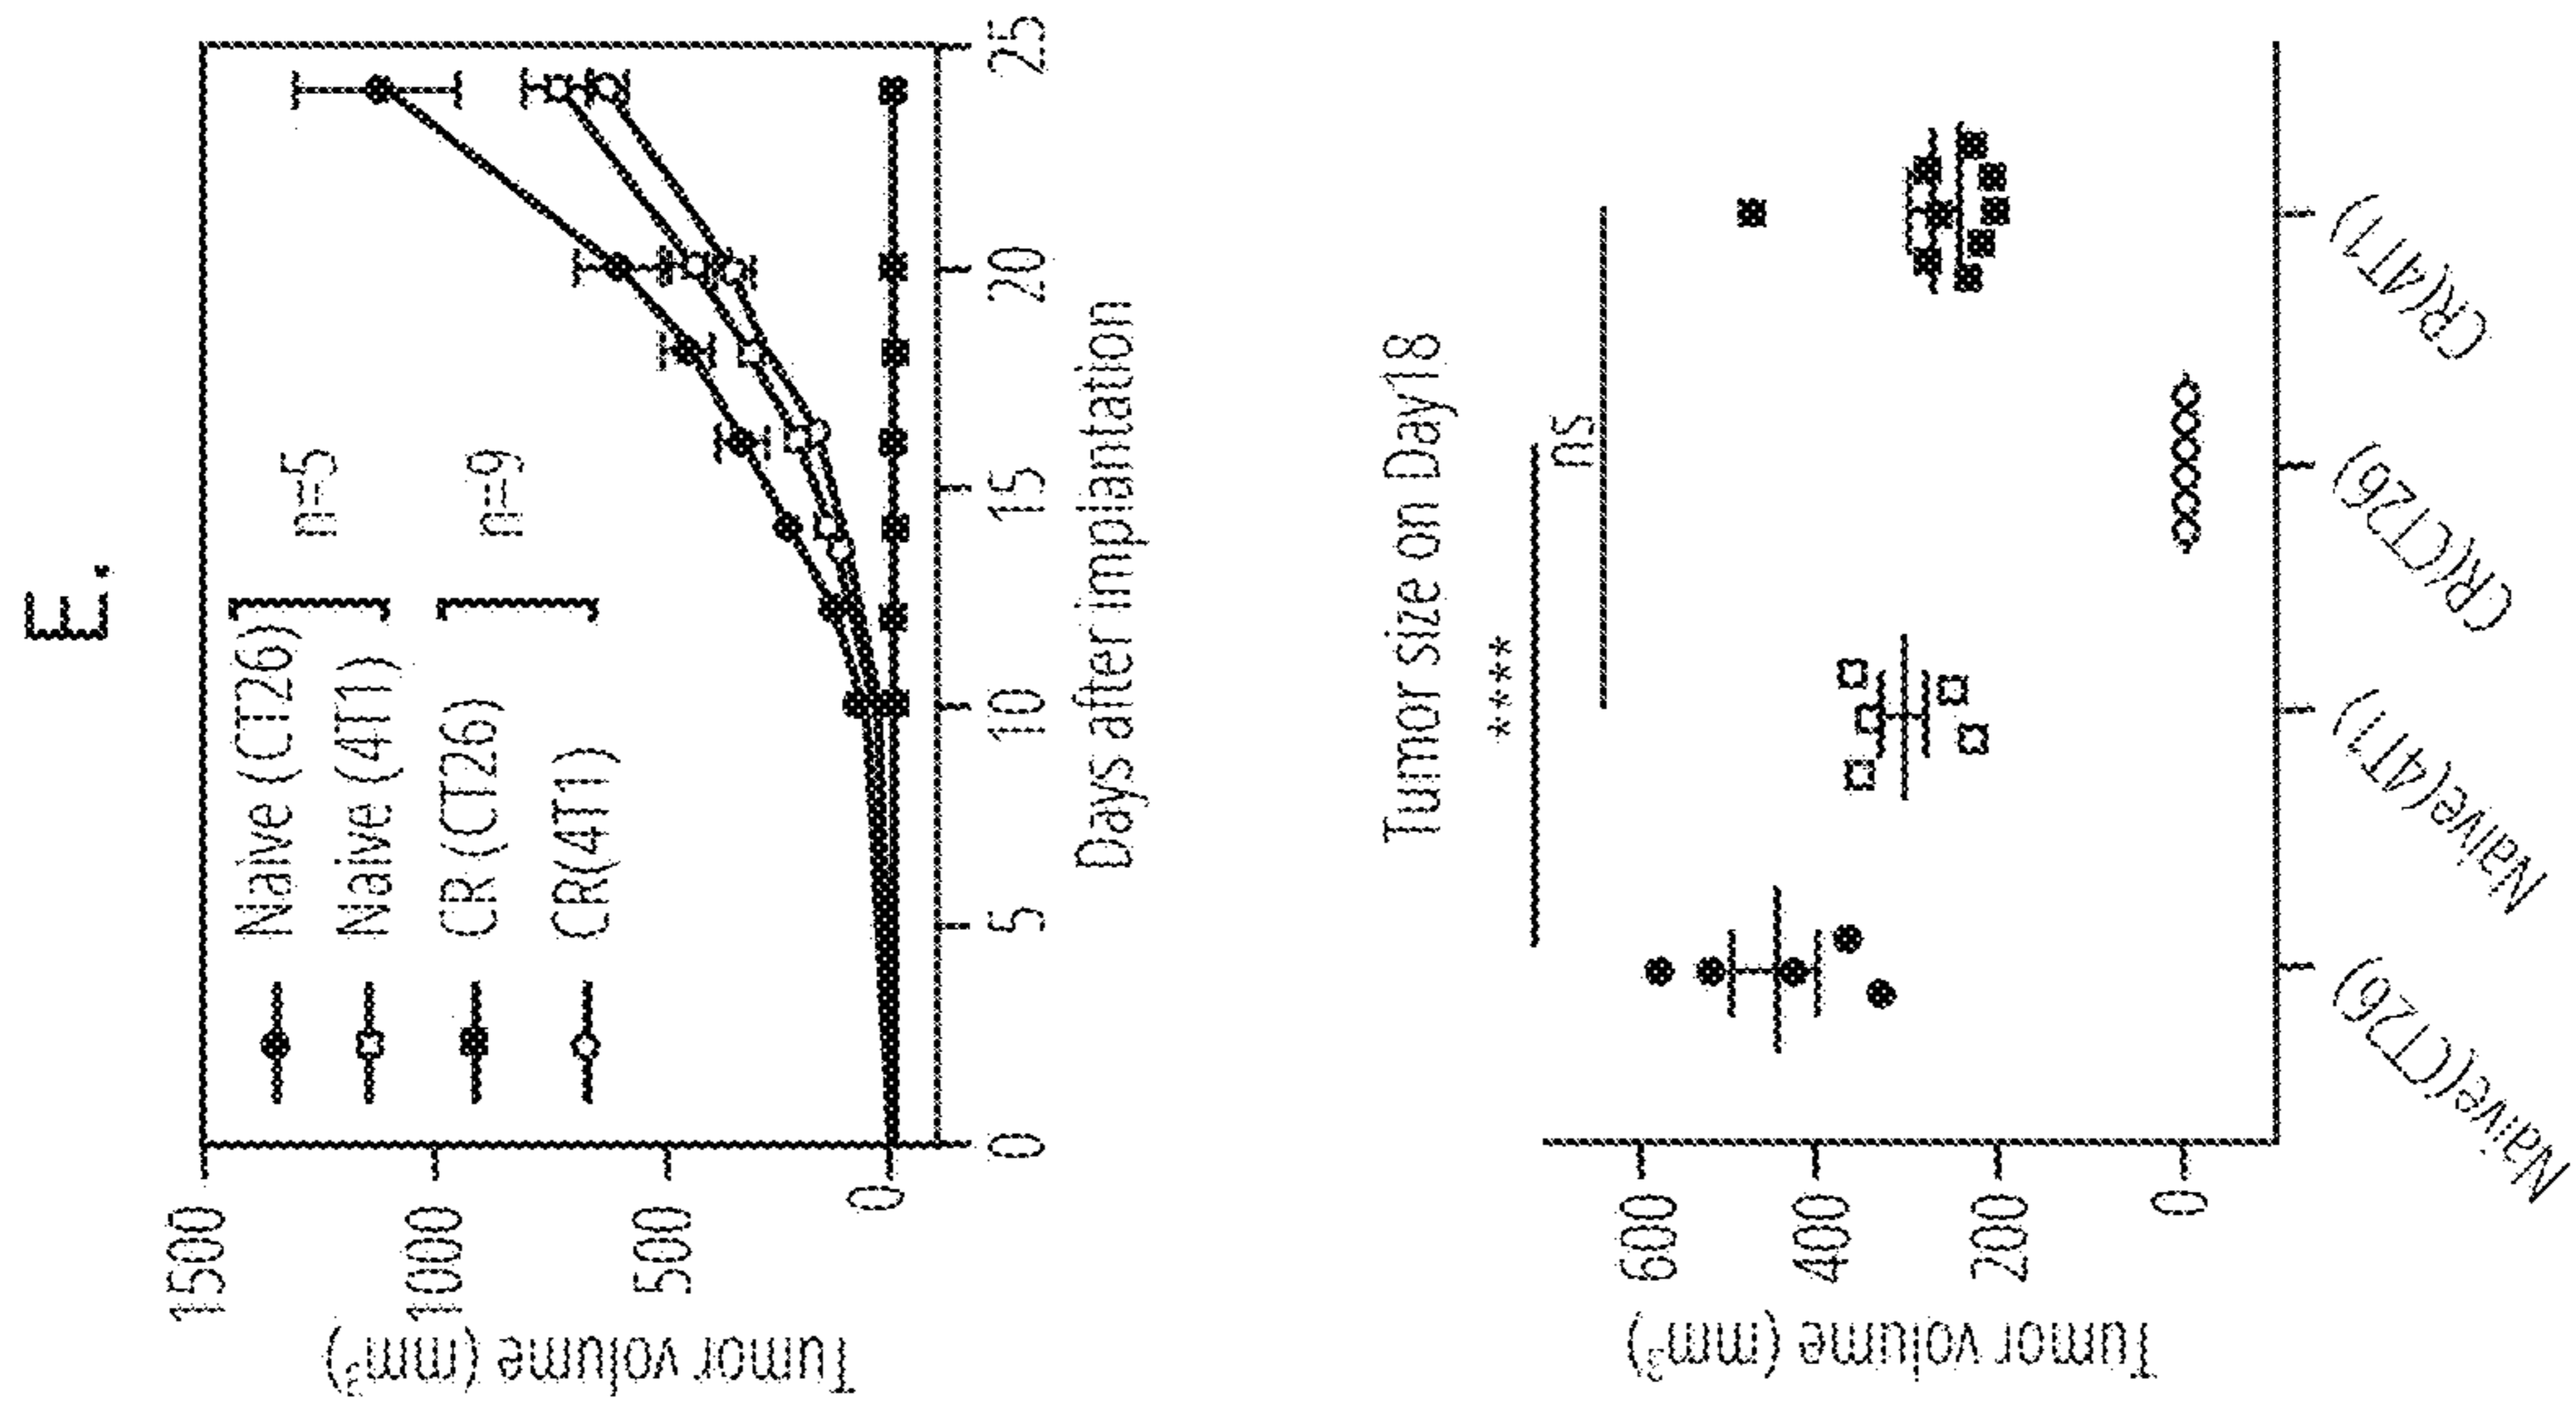 E.
Tumor volume (mm³)
1500
1000
500
0
Naive (CT26)
Naive (4T1)
CR (CT26)
CR(4T1)
n=5
n=9
0
5
10
15
20
25
Days after implantation
Tumor size on Day18
****
ns
Tumor volume (mm³)
600
400
200
0
Naive(CT26)
Naive(4T1)
CR(CT26)
CR(4T1)